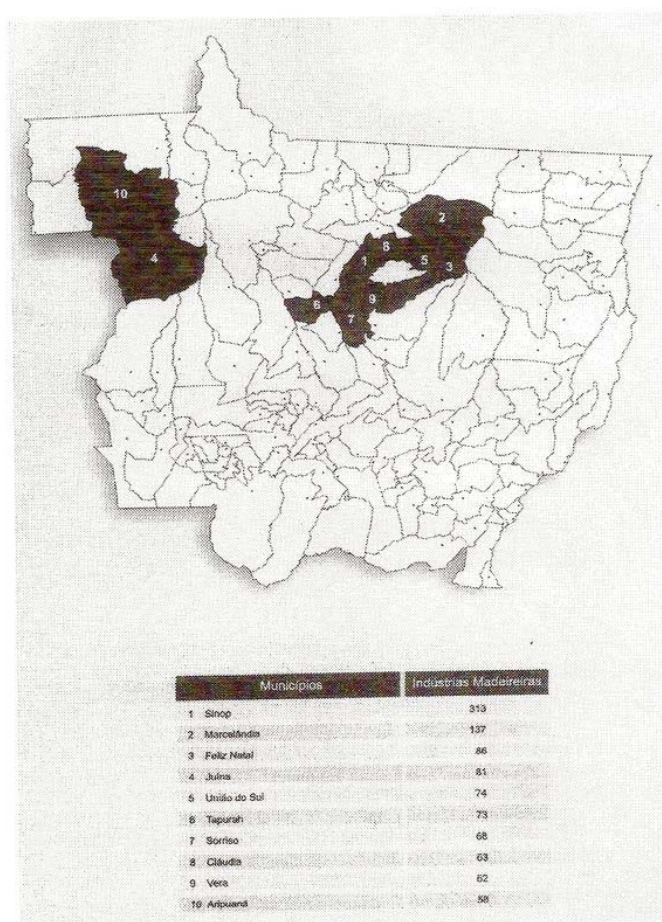 10
2
4
8
1
5
3
6
9
7
Municípios Indústrias Madeireiras
1 Sinop 313
2 Marcelândia 137
3 Feliz Natal 86
4 Juína 81
5 União do Sul 74
6 Tapurah 73
7 Sorriso 68
8 Cláudia 63
9 Vera 62
10 Aripuanã 58